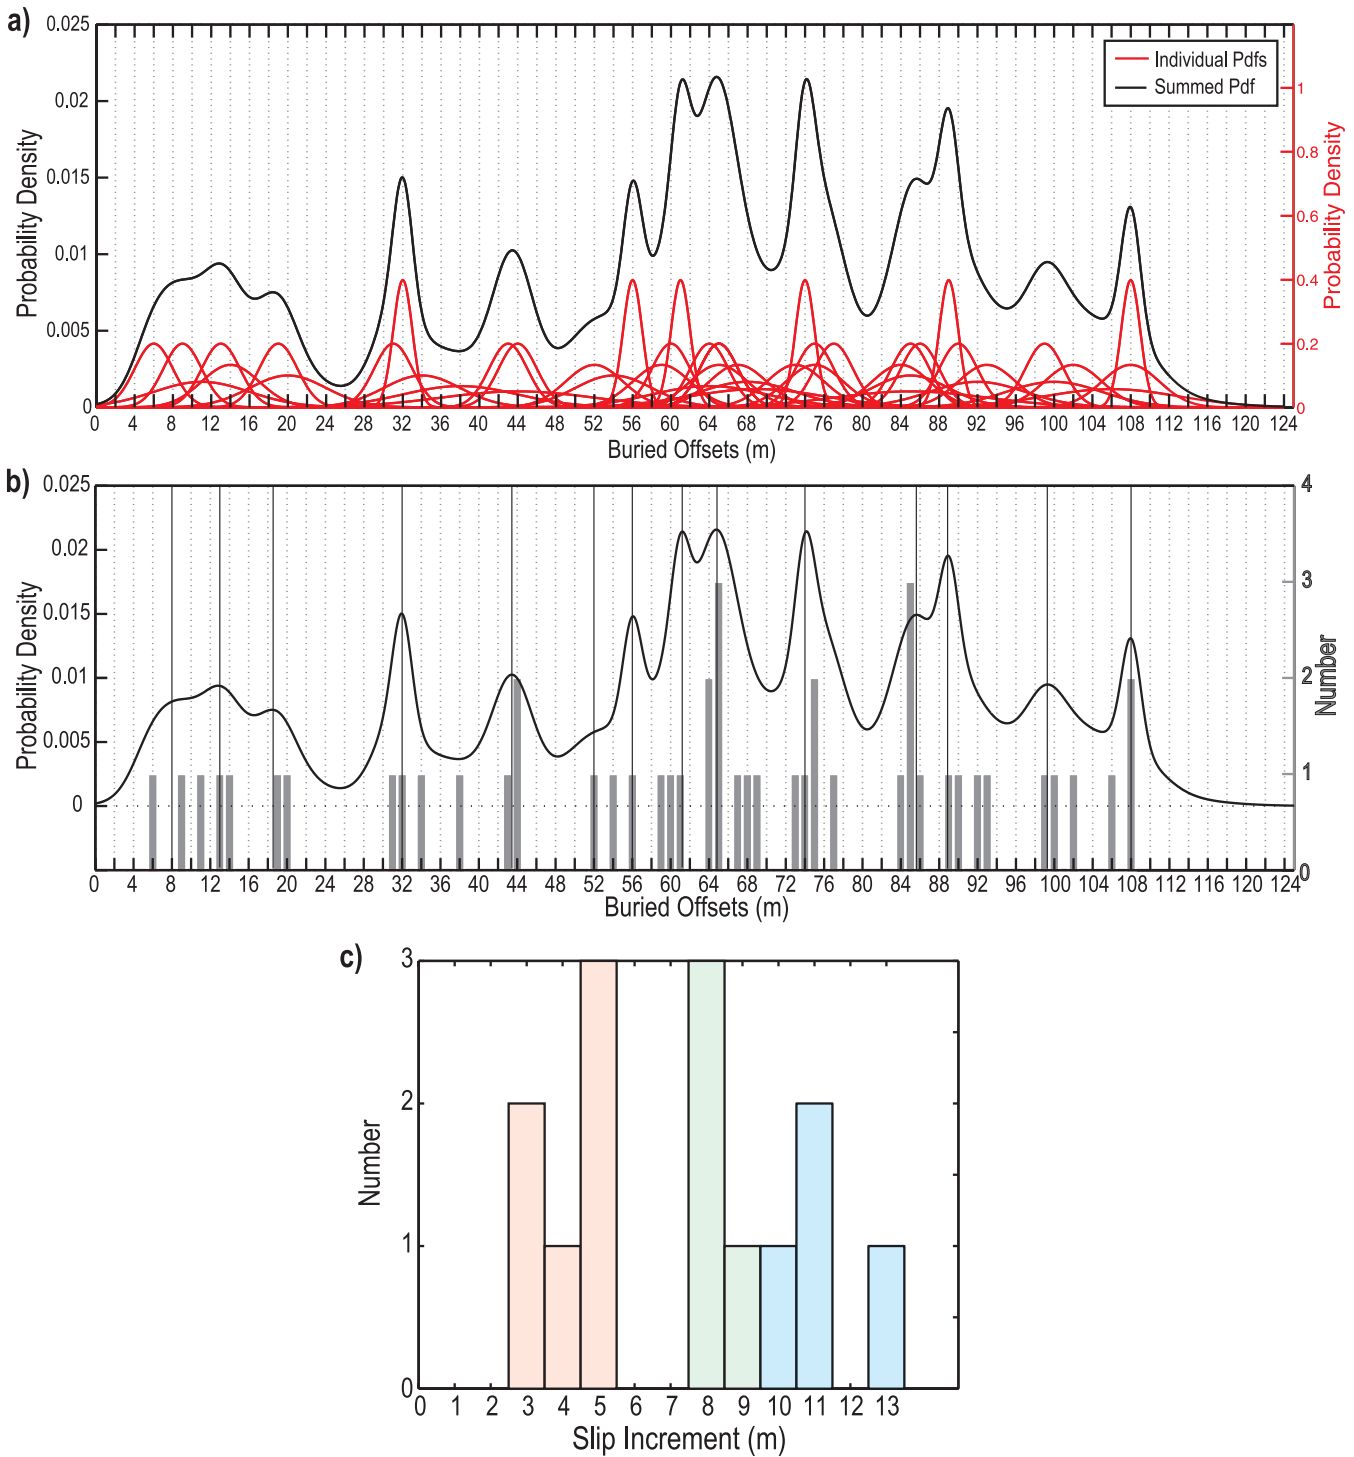 a)
0.025
0.02
0.015
0.01
0.005
0
Probability Density
Individual Pdfs
Summed Pdf
1
0.8
0.6
0.4
0.2
0
Probability Density
0 4 8 12 16 20 24 28 32 36 40 44 48 52 56 60 64 68 72 76 80 84 88 92 96 100 104 108 112 116 120 124
Buried Offsets (m)
b)
0.025
0.02
0.015
0.01
0.005
0
Probability Density
4
3
2
1
0
Number
0 4 8 12 16 20 24 28 32 36 40 44 48 52 56 60 64 68 72 76 80 84 88 92 96 100 104 108 112 116 120 124
Buried Offsets (m)
c)
3
2
1
0
Number
0 1 2 3 4 5 6 7 8 9 10 11 12 13
Slip Increment (m)